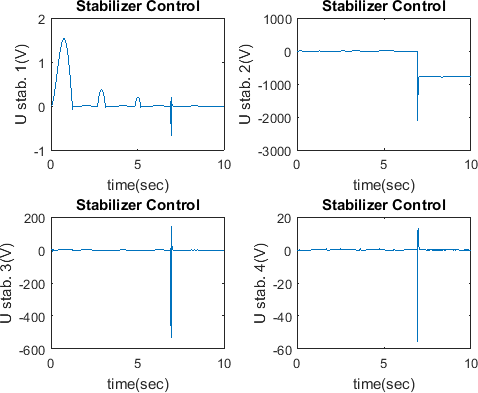 Stabilizer Control
2
1
0
-1
U stab. 1(V)
0
5
10
time(sec)
Stabilizer Control
1000
0
-1000
-2000
-3000
U stab. 2(V)
0
5
10
time(sec)
Stabilizer Control
200
0
-200
-400
-600
U stab. 3(V)
0
5
10
time(sec)
Stabilizer Control
20
0
-20
-40
-60
U stab. 4(V)
0
5
10
time(sec)